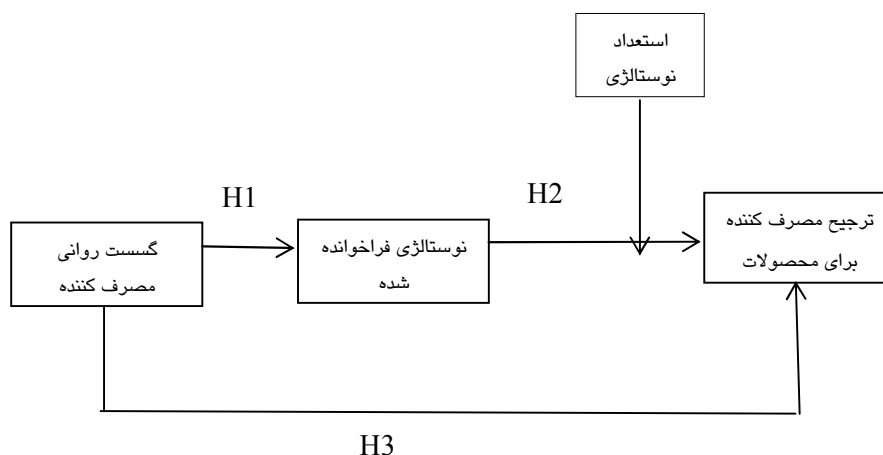 استعداد
نوستالژی
H1
H2
گسست روانی
مصرف کننده
نوستالژی فراخوانده
شده
ترجیح مصرف کننده
برای محصولات
H3